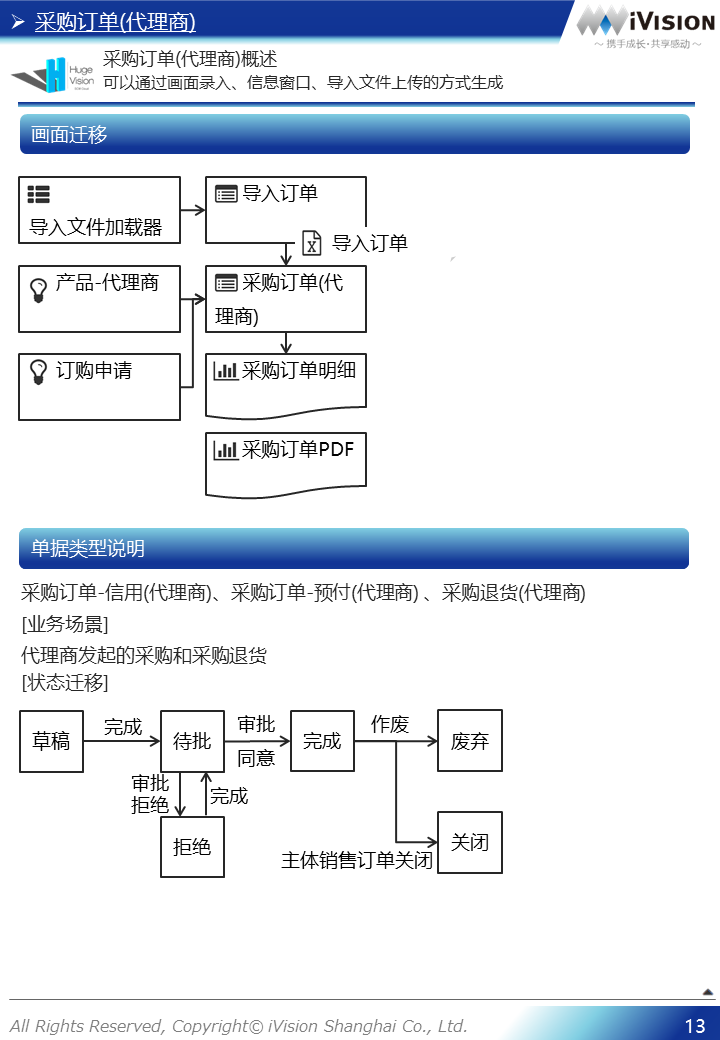 采购订单(代理商)
iVision
～ 携手成长·共享感动 ～
Huge
Vision
采购订单(代理商)概述
可以通过画面录入、信息窗口、导入文件上传的方式生成
画面迁移
导入文件加载器
导入订单
导入订单
产品-代理商
采购订单(代
理商)
订购申请
采购订单明细
采购订单PDF
单据类型说明
采购订单-信用(代理商)、采购订单-预付(代理商) 、采购退货(代理商)
[业务场景]
代理商发起的采购和采购退货
[状态迁移]
草稿
完成
待批
审批
同意
完成
作废
废弃
审批
拒绝
完成
拒绝
主体销售订单关闭
关闭
All Rights Reserved, Copyright© iVision Shanghai Co., Ltd.
13